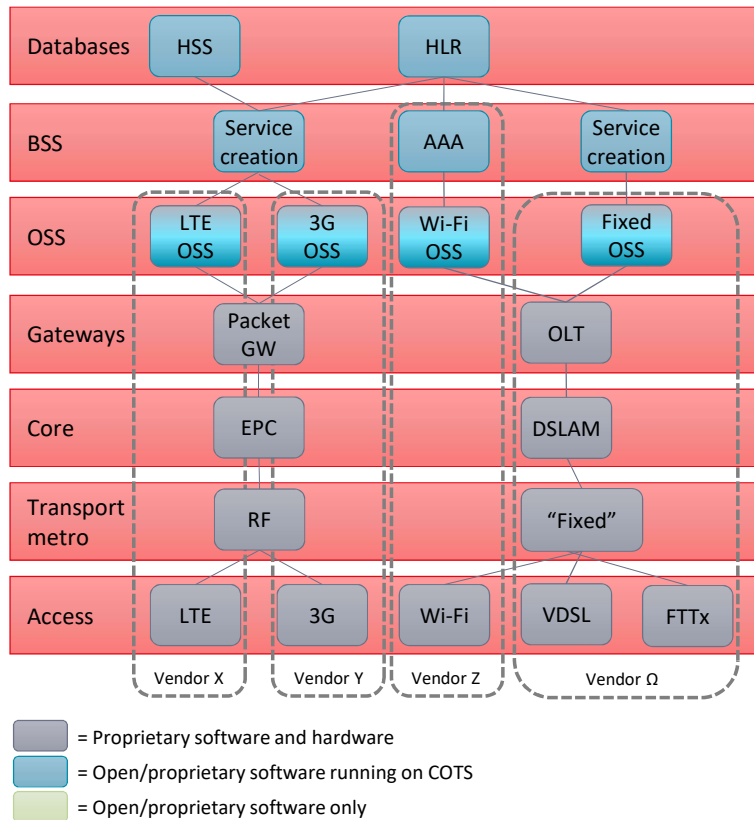 Databases
HSS
HLR
BSS
Service
creation
AAA
Service
creation
OSS
LTE
OSS
3G
OSS
Wi-Fi
OSS
Fixed
OSS
Gateways
Packet
GW
OLT
Core
EPC
DSLAM
Transport
metro
RF
“Fixed”
Access
LTE
3G
Wi-Fi
VDSL
FTTx
Vendor X
Vendor Y
Vendor Z
Vendor Ω
= Proprietary software and hardware
= Open/proprietary software running on COTS
= Open/proprietary software only